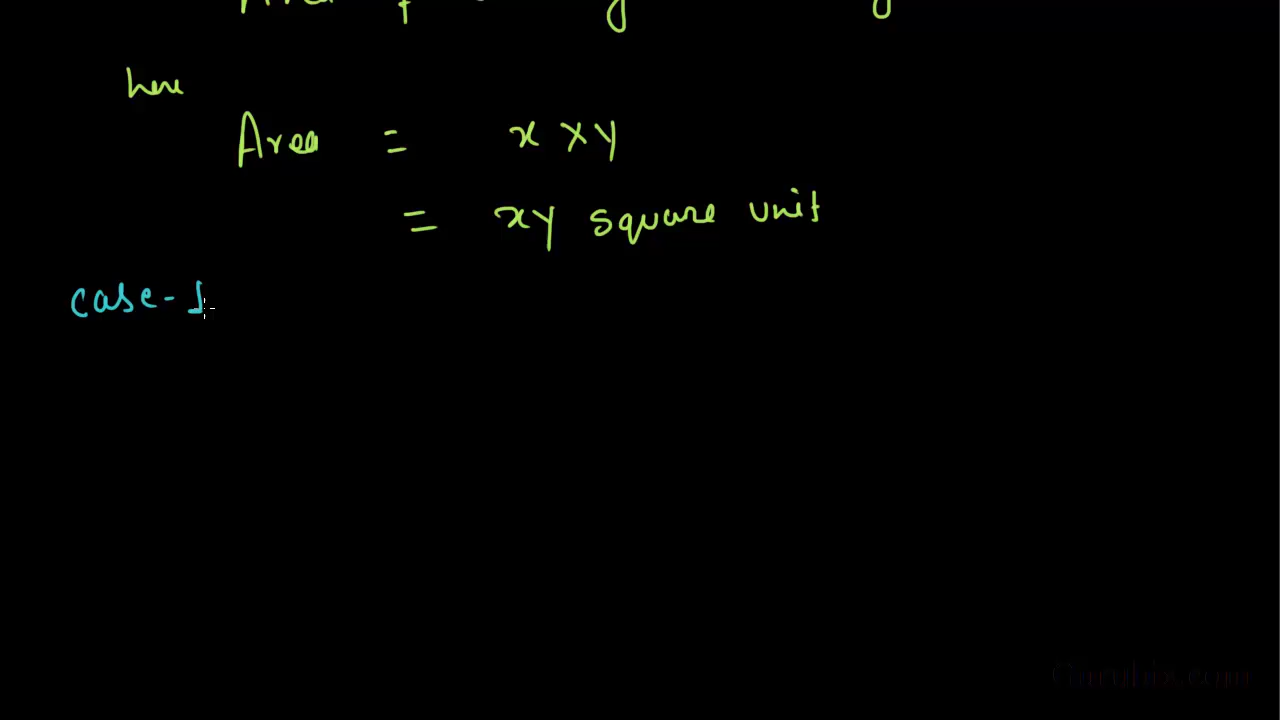 here
Area = x × y
= xy square unit
case- 1